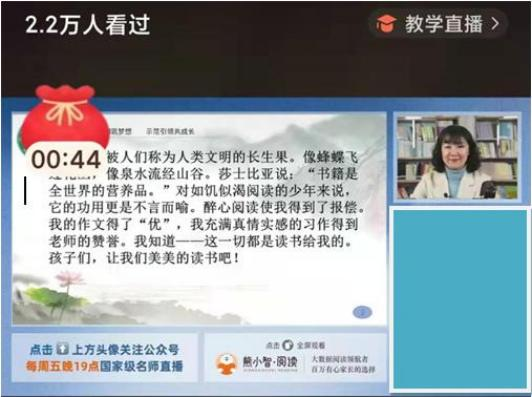 2.2万人看过
教学直播
筑梦想 示范引领共成长
00:44
被人们称为人类文明的长生果。像蜂蝶飞
像泉水流经山谷。莎士比亚说：“书籍是
全世界的营养品。”对如饥似渴阅读的少年来说，
它的功用更是不言而喻。醉心阅读使我得到了报偿。
我的作文得了“优”，我充满真情实感的习作得到
老师的赞誉。我知道——这一切都是读书给我的。
孩子们，让我们美美的读书吧！
点击 上方头像关注公众号
每周五晚19点国家级名师直播
点击 全屏观看
熊小智·阅读
大数据阅读领航者
百万有心家长的选择